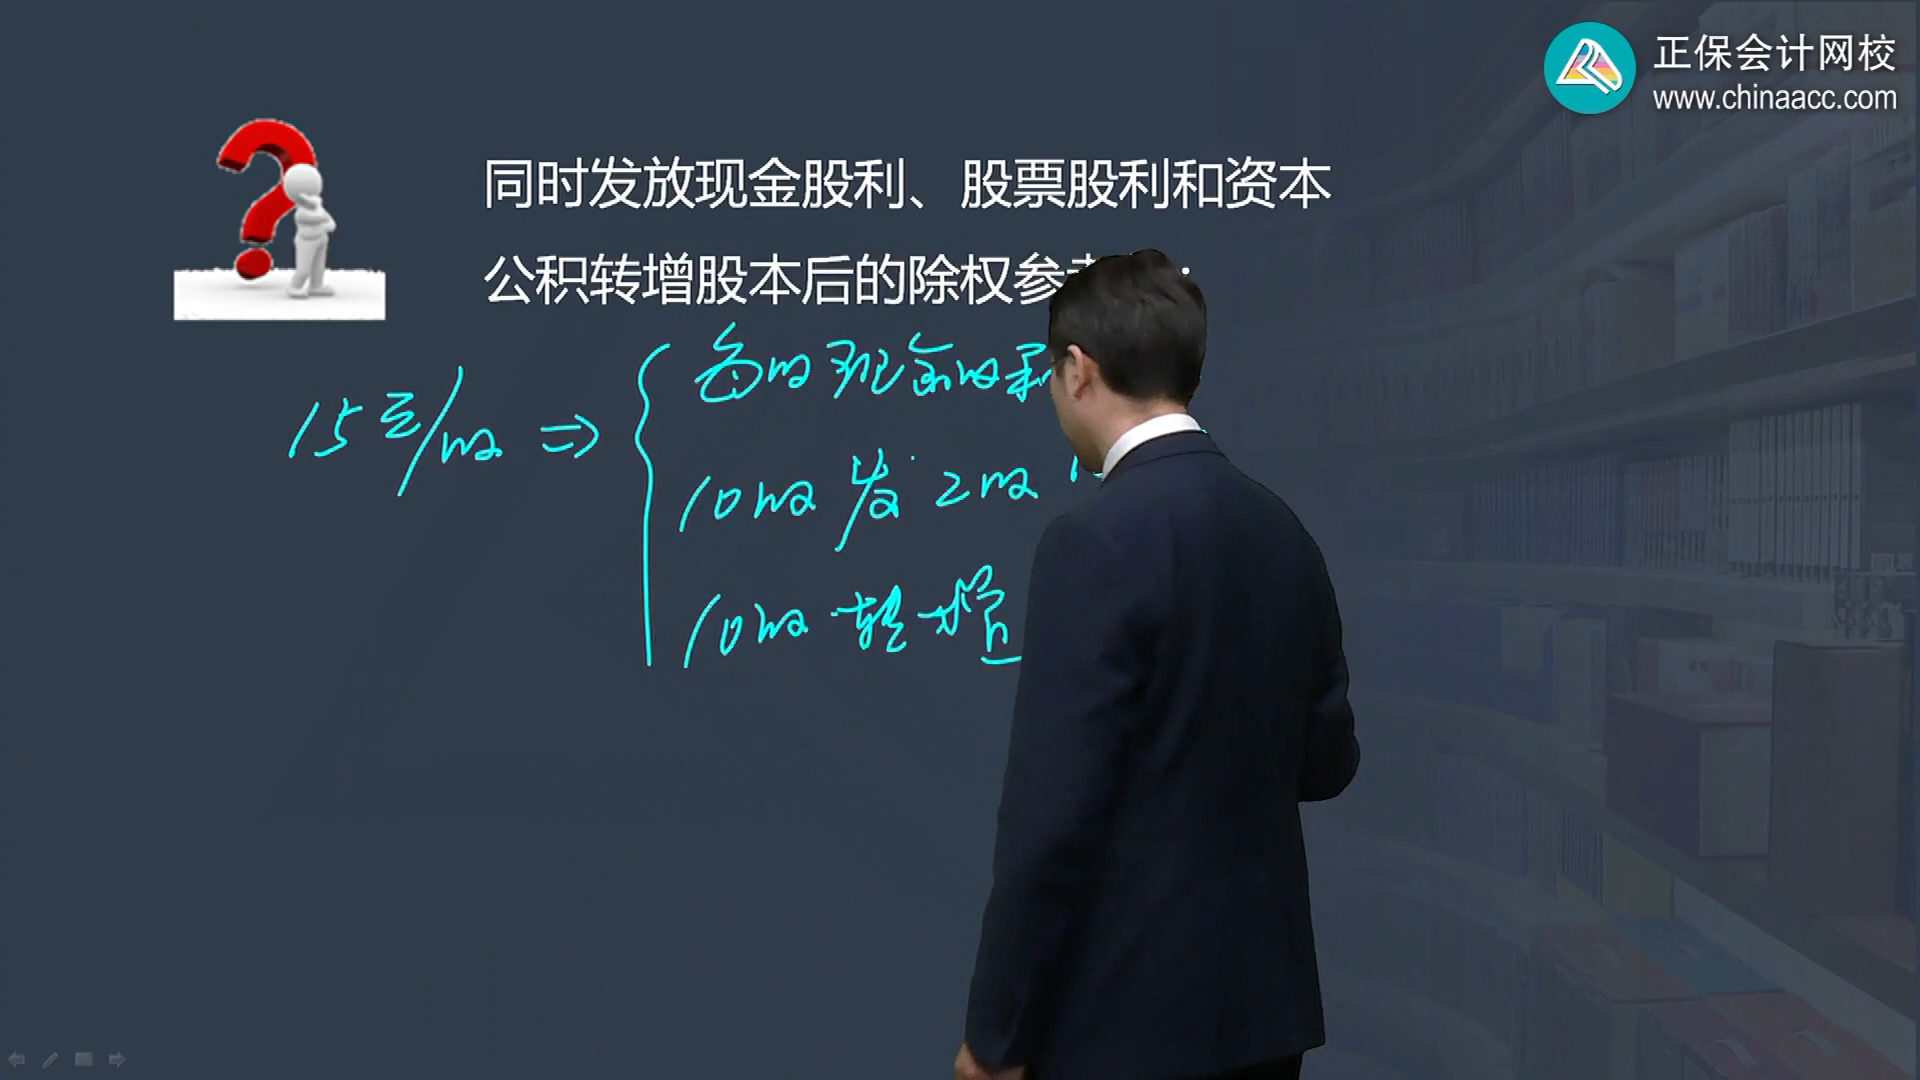 正保会计网校
www.chinaacc.com
同时发放现金股利、股票股利和资本
公积转增股本后的除权参
15元/股 ⇒
每股现金股利
10股发2股
10股转增